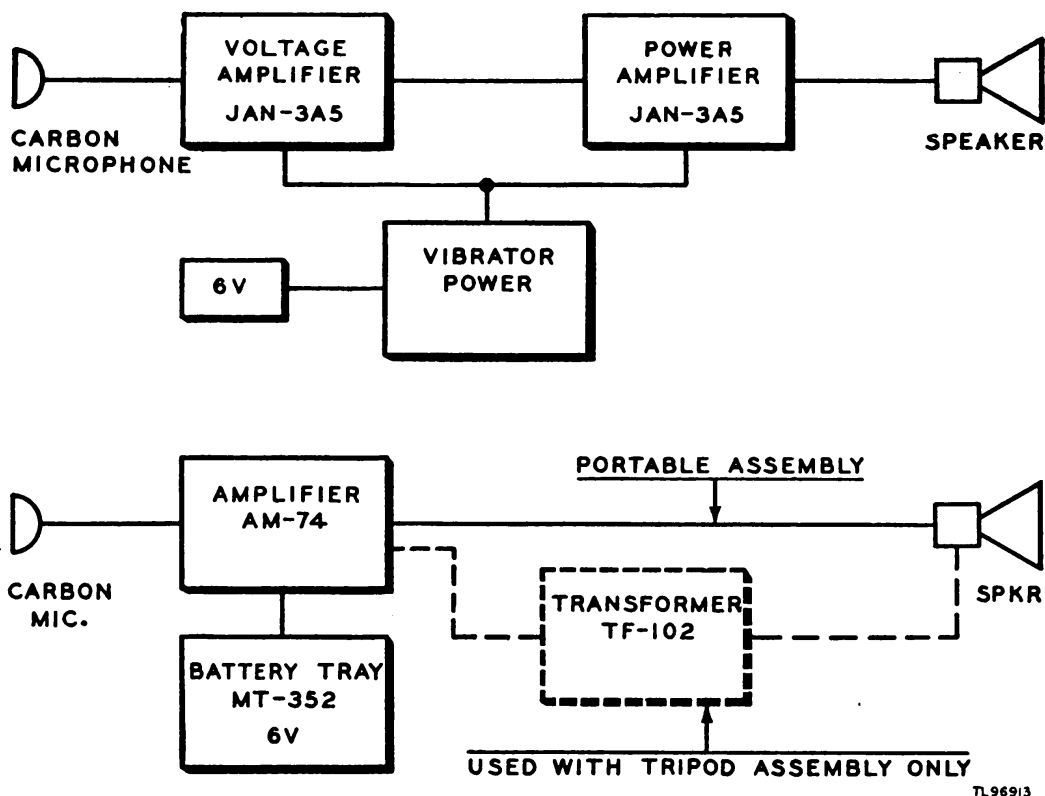 VOLTAGE
AMPLIFIER
JAN-3A5
POWER
AMPLIFIER
JAN-3A5
CARBON
MICROPHONE
SPEAKER
VIBRATOR
POWER
6V
PORTABLE ASSEMBLY
AMPLIFIER
AM-74
CARBON
MIC.
SPKR
TRANSFORMER
TF-102
BATTERY TRAY
MT-352
6V
USED WITH TRIPOD ASSEMBLY ONLY
TL96913